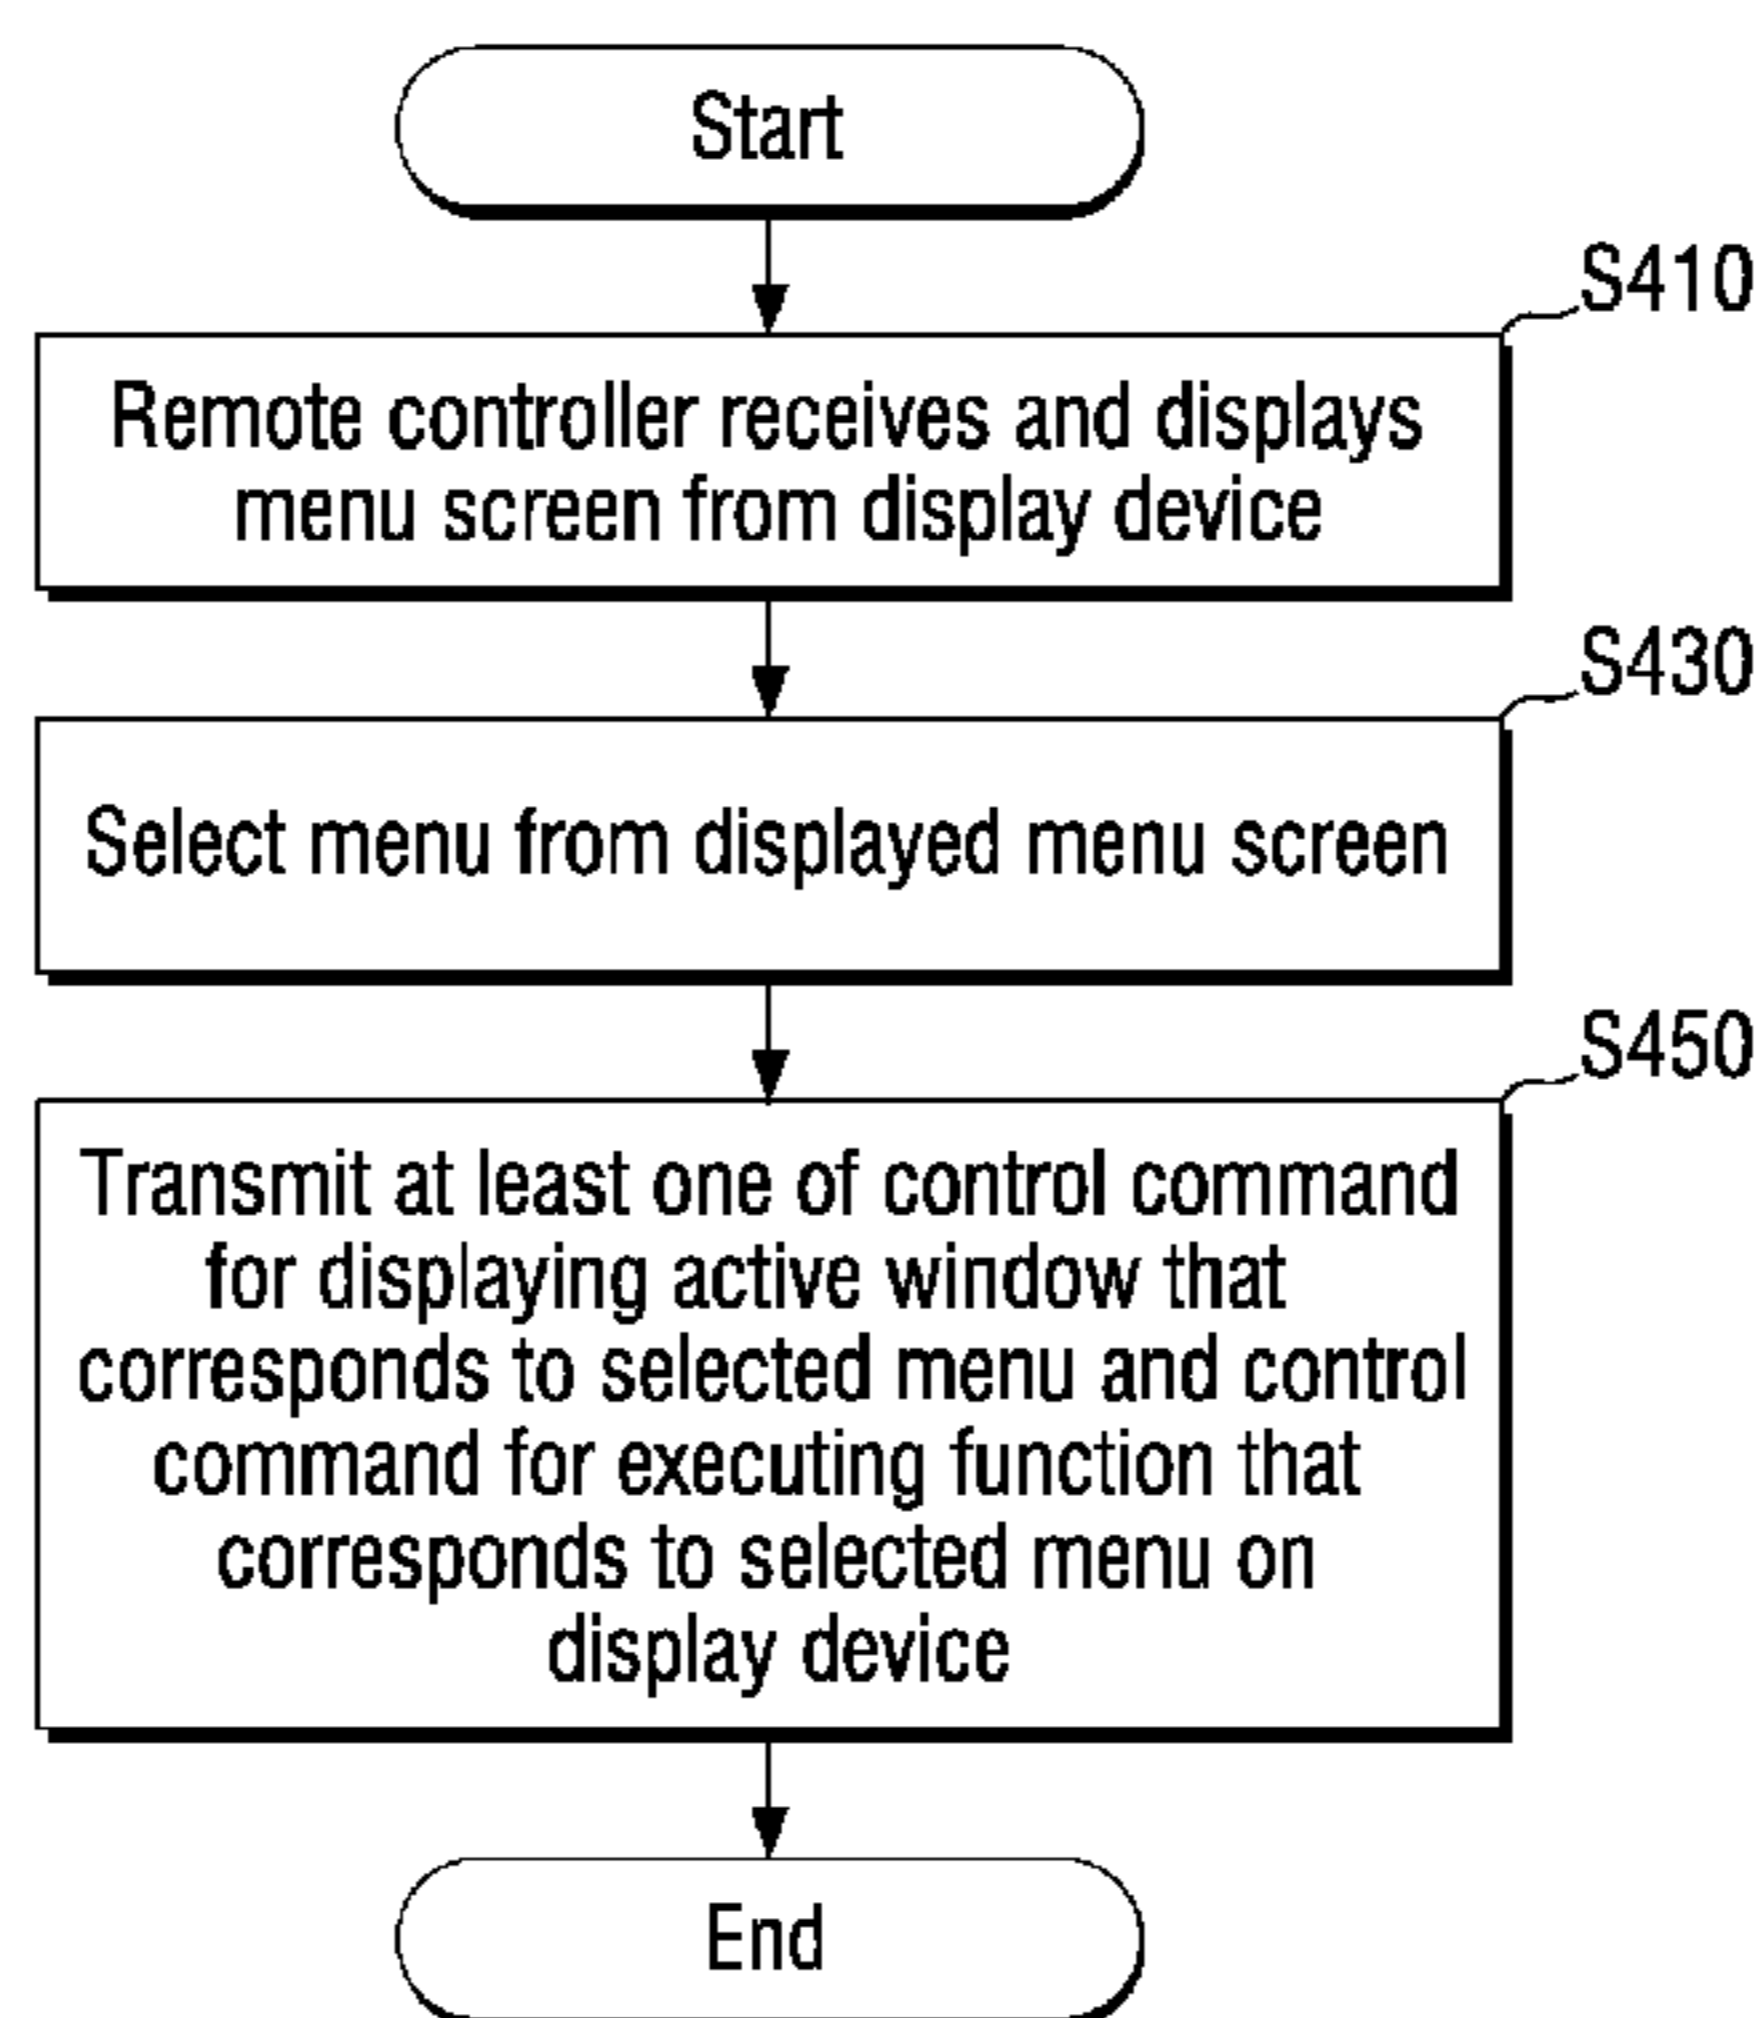 Start
S410
Remote controller receives and displays
menu screen from display device
S430
Select menu from displayed menu screen
S450
Transmit at least one of control command
for displaying active window that
corresponds to selected menu and control
command for executing function that
corresponds to selected menu on
display device
End